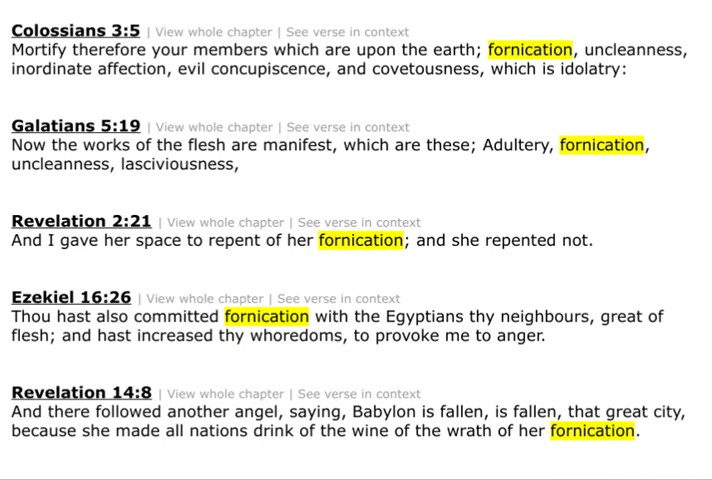 Colossians 3:5 | View whole chapter | See verse in context
Mortify therefore your members which are upon the earth; fornication, uncleanness,
inordinate affection, evil concupiscence, and covetousness, which is idolatry:
Galatians 5:19 | View whole chapter | See verse in context
Now the works of the flesh are manifest, which are these; Adultery, fornication,
uncleanness, lasciviousness,
Revelation 2:21 | View whole chapter | See verse in context
And I gave her space to repent of her fornication; and she repented not.
Ezekiel 16:26 | View whole chapter | See verse in context
Thou hast also committed fornication with the Egyptians thy neighbours, great of
flesh; and hast increased thy whoredoms, to provoke me to anger.
Revelation 14:8 | View whole chapter | See verse in context
And there followed another angel, saying, Babylon is fallen, is fallen, that great city,
because she made all nations drink of the wine of the wrath of her fornication.